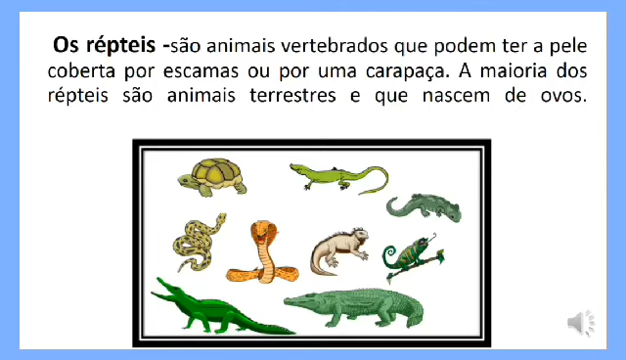 Os répteis -são animais vertebrados que podem ter a pele
coberta por escamas ou por uma carapaça. A maioria dos
répteis são animais terrestres e que nascem de ovos.